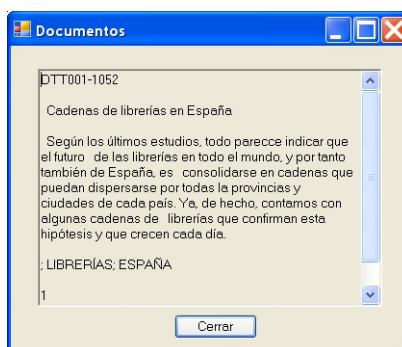 Documentos
DTT001-1052
Cadenas de librerías en España
Según los últimos estudios, todo parecce indicar que
el futuro de las librerías en todo el mundo, y por tanto
también de España, es consolidarse en cadenas que
puedan dispersarse por todas la provincias y
ciudades de cada país. Ya, de hecho, contamos con
algunas cadenas de librerías que confirman esta
hipótesis y que crecen cada día.
; LIBRERÍAS; ESPAÑA
1
Cerrar